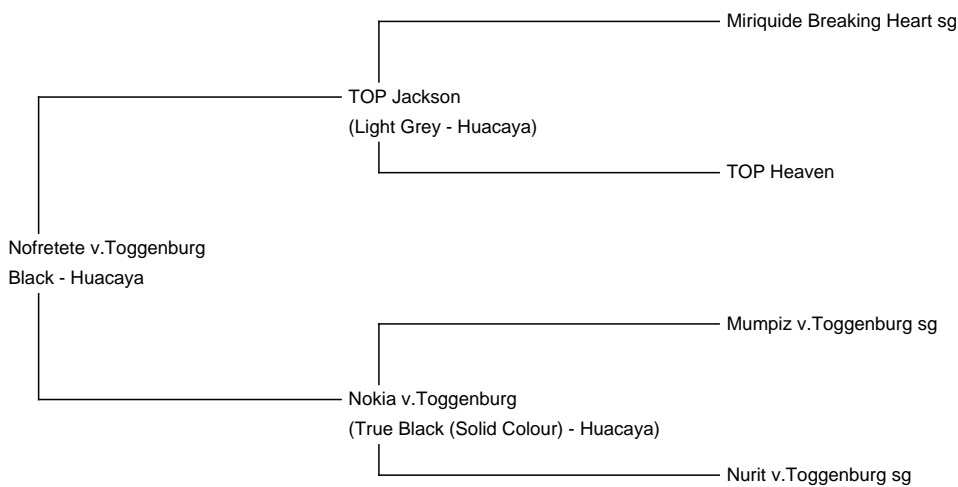 Miriquide Breaking Heart sg
TOP Jackson
(Light Grey - Huacaya)
TOP Heaven
Nofretete v.Toggenburg
Black - Huacaya
Mumpiz v.Toggenburg sg
Nokia v.Toggenburg
(True Black (Solid Colour) - Huacaya)
Nurit v.Toggenburg sg